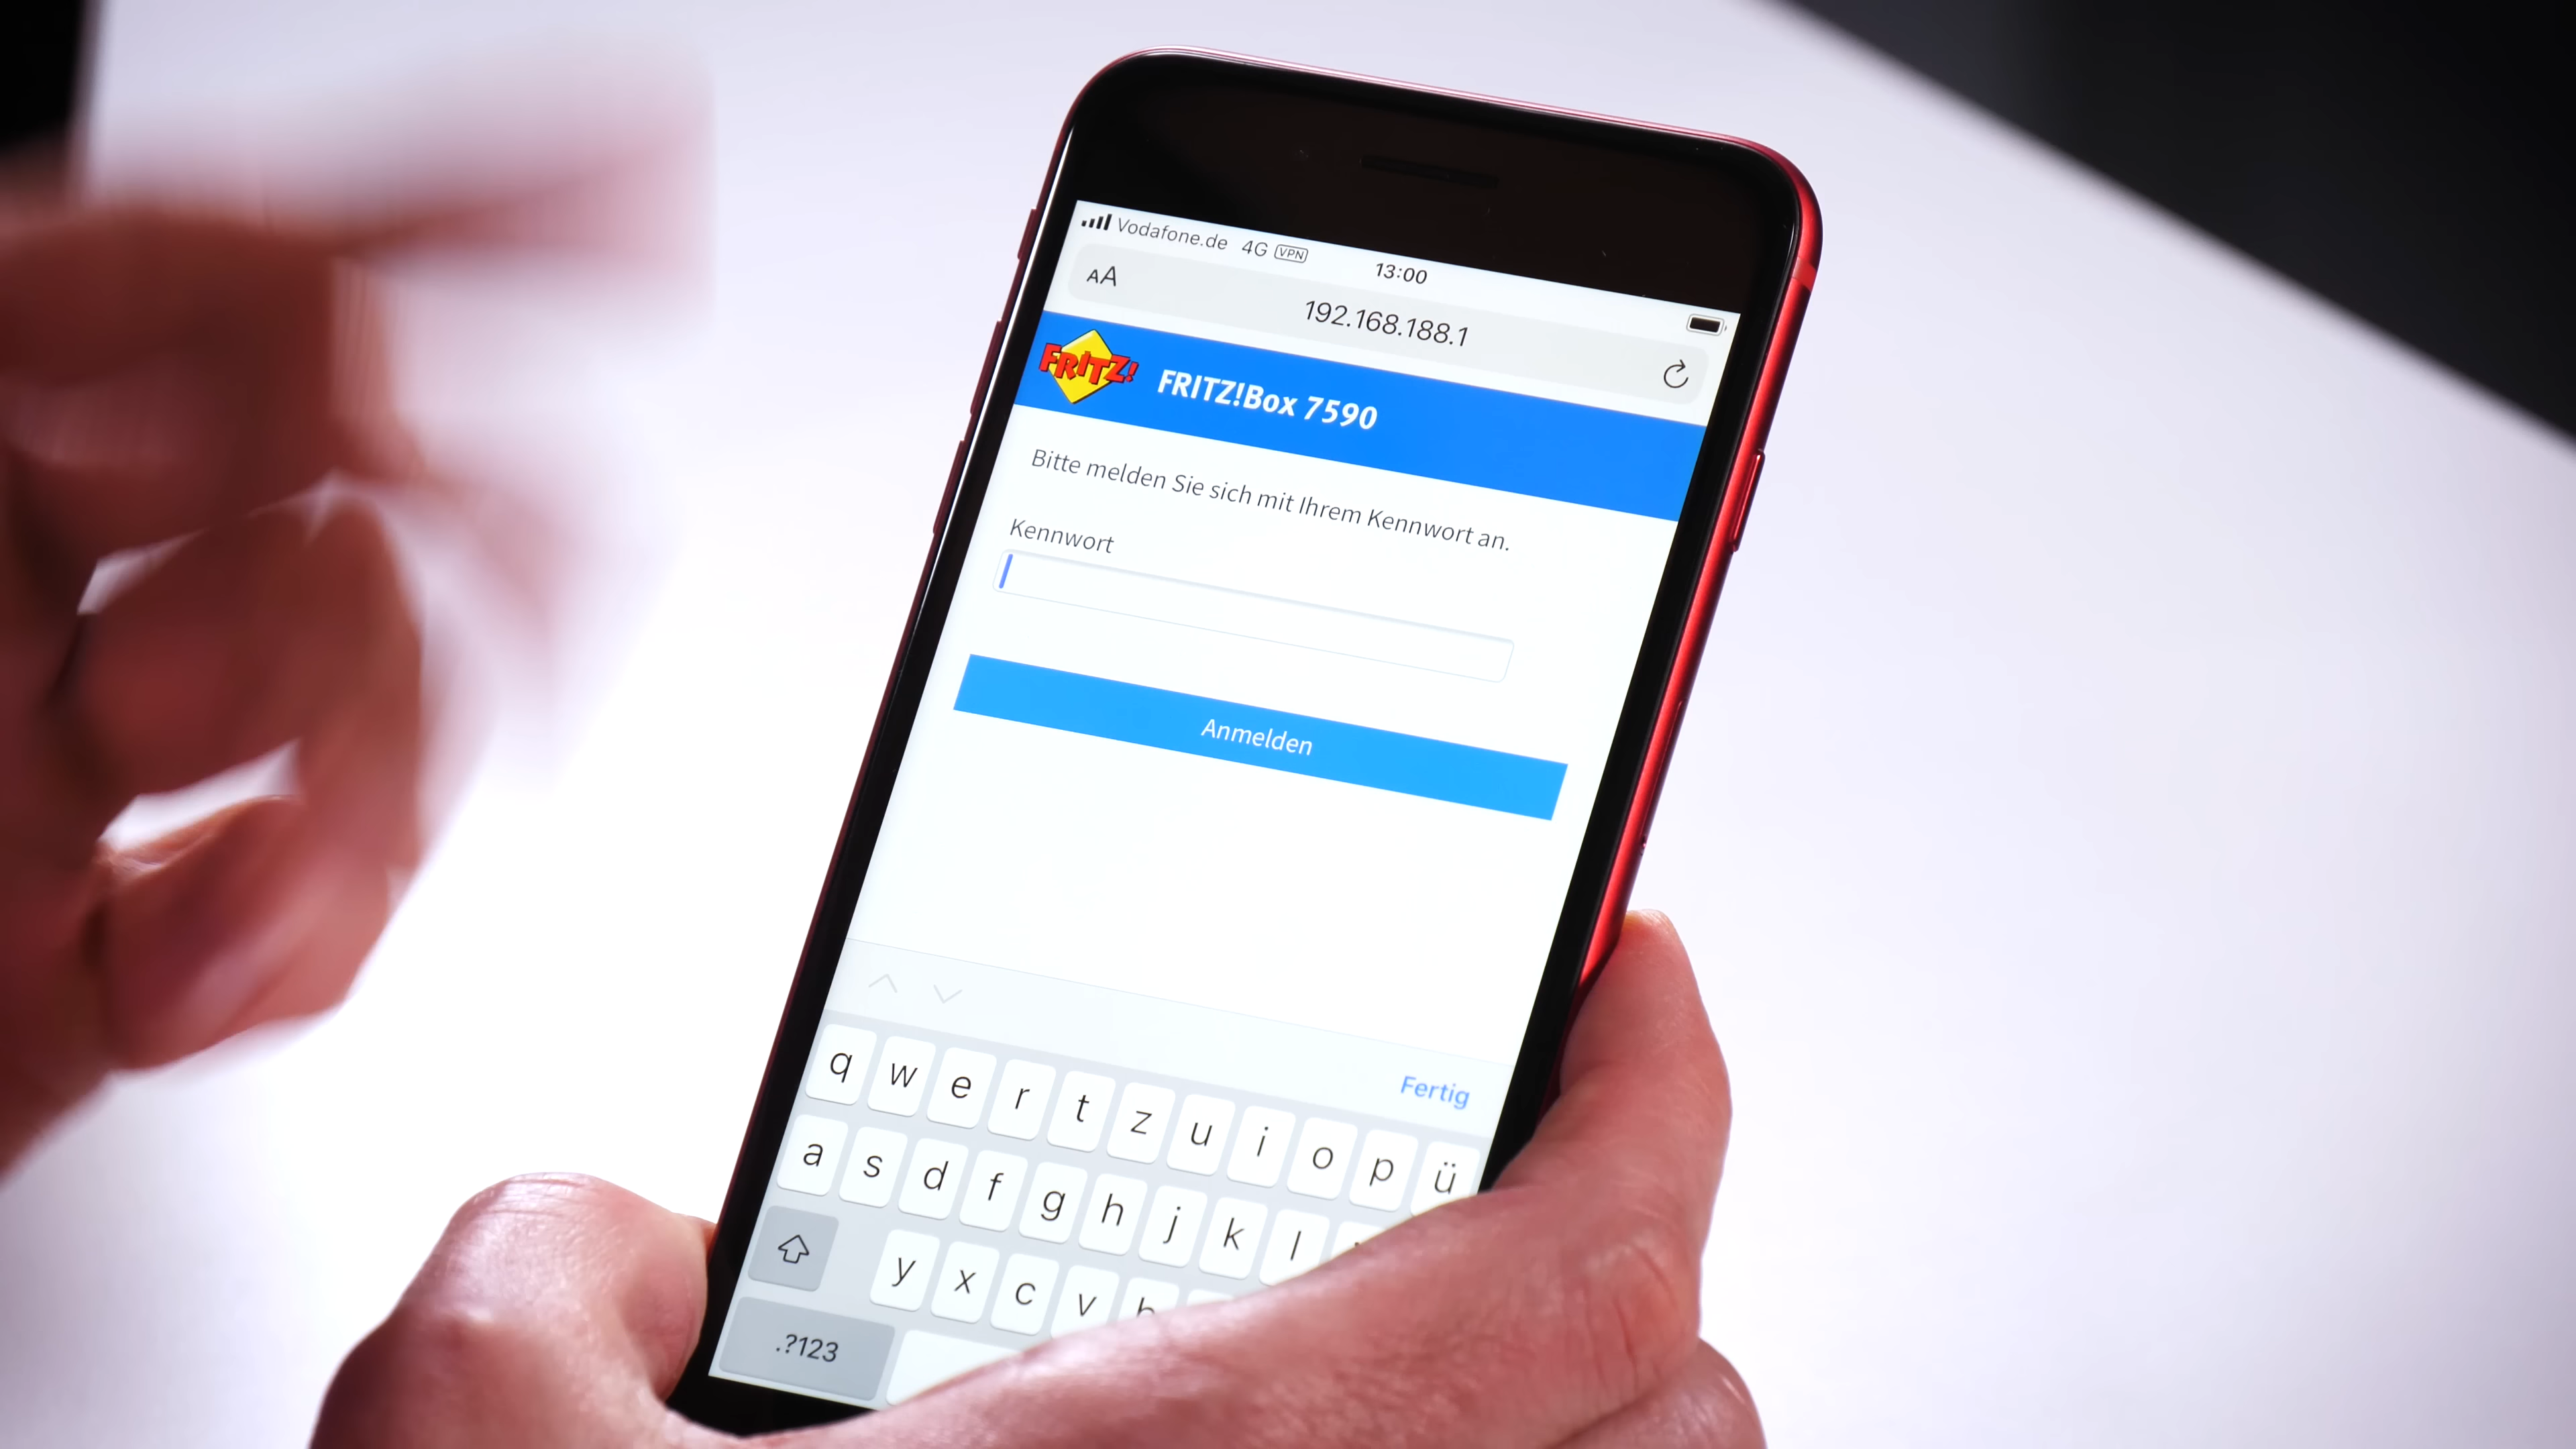 Vodafone.de 4G VPN 13:00
AA 192.168.188.1
FRITZ! FRITZ!Box 7590
Bitte melden Sie sich mit Ihrem Kennwort an.
Kennwort
Anmelden
Fertig
q w e r t z u i o p ü
a s d f g h j k l
y x c v b
.?123